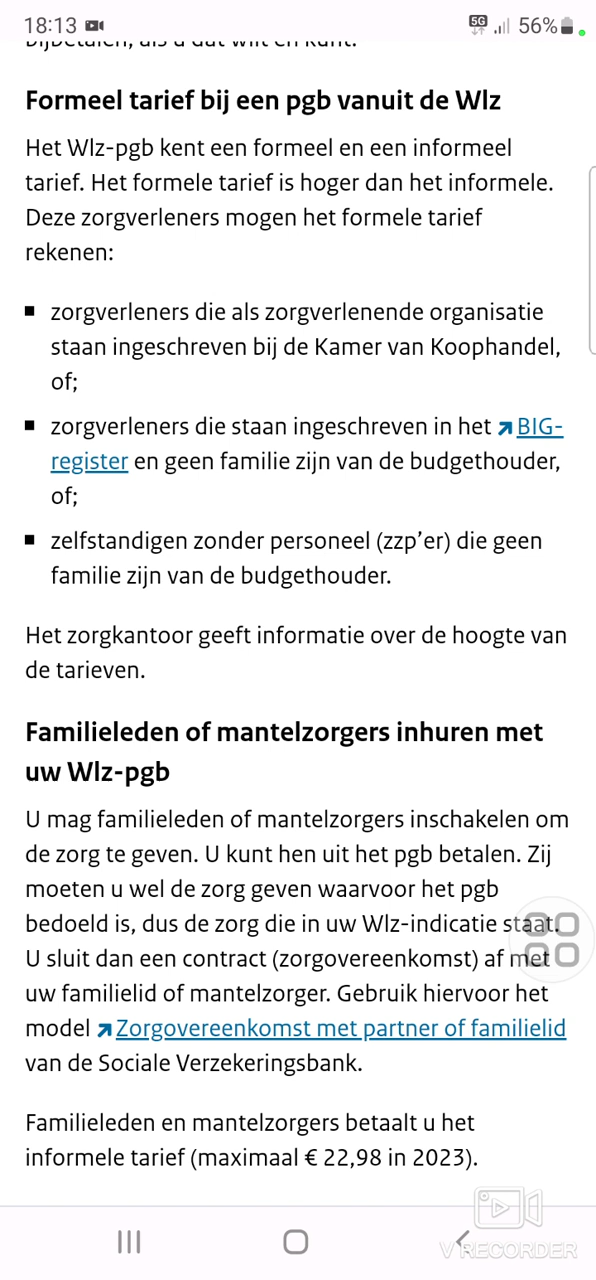 18:13
5G
56%
Formeel tarief bij een pgb vanuit de Wlz
Het Wlz-pgb kent een formeel en een informeel
tarief. Het formele tarief is hoger dan het informele.
Deze zorgverleners mogen het formele tarief
rekenen:
zorgverleners die als zorgverlenende organisatie
staan ingeschreven bij de Kamer van Koophandel,
of;
zorgverleners die staan ingeschreven in het BIG-
register en geen familie zijn van de budgethouder,
of;
zelfstandigen zonder personeel (zzp’er) die geen
familie zijn van de budgethouder.
Het zorgkantoor geeft informatie over de hoogte van
de tarieven.
Familieleden of mantelzorgers inhuren met
uw Wlz-pgb
U mag familieleden of mantelzorgers inschakelen om
de zorg te geven. U kunt hen uit het pgb betalen. Zij
moeten u wel de zorg geven waarvoor het pgb
bedoeld is, dus de zorg die in uw Wlz-indicatie staat.
U sluit dan een contract (zorgovereenkomst) af met
uw familielid of mantelzorger. Gebruik hiervoor het
model Zorgovereenkomst met partner of familielid
van de Sociale Verzekeringsbank.
Familieleden en mantelzorgers betaalt u het
informele tarief (maximaal € 22,98 in 2023).
V RECORDER